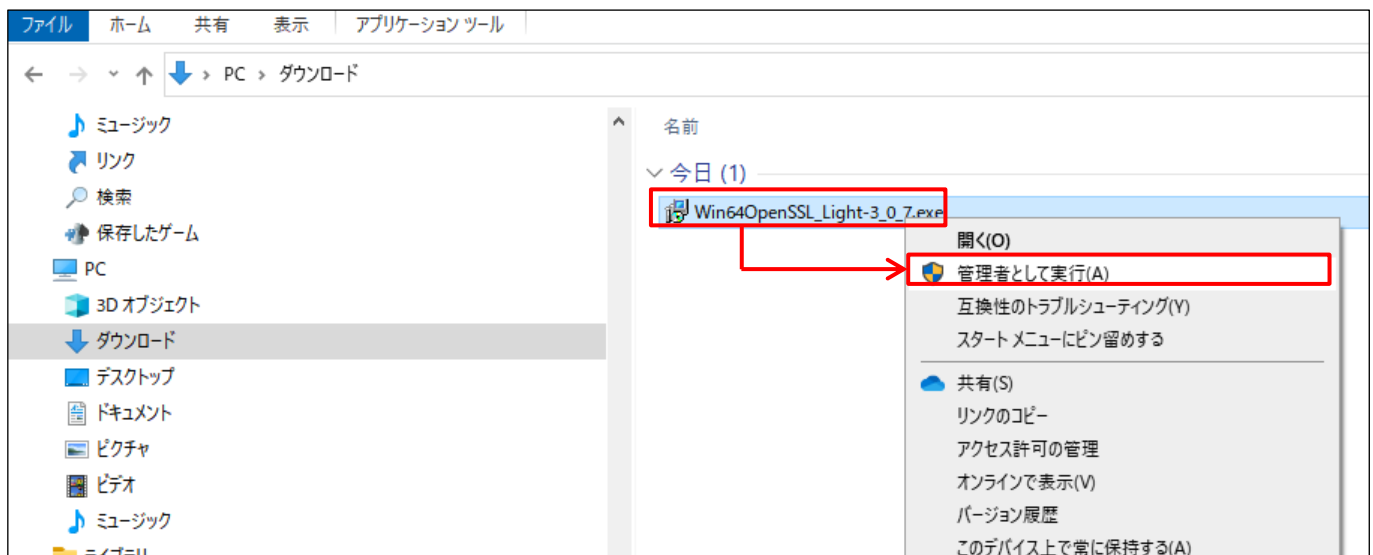 ファイル ホーム 共有 表示 アプリケーション ツール
PC ダウンロード
ミュージック
リンク
検索
保存したゲーム
PC
3D オブジェクト
ダウンロード
デスクトップ
ドキュメント
ピクチャ
ビデオ
ミュージック
ライブラリ
名前
今日 (1)
Win64OpenSSL_Light-3_0_7.exe
開く(O)
管理者として実行(A)
互換性のトラブルシューティング(Y)
スタート メニューにピン留めする
共有(S)
リンクのコピー
アクセス許可の管理
オンラインで表示(V)
バージョン履歴
このデバイス上で常に保持する(A)